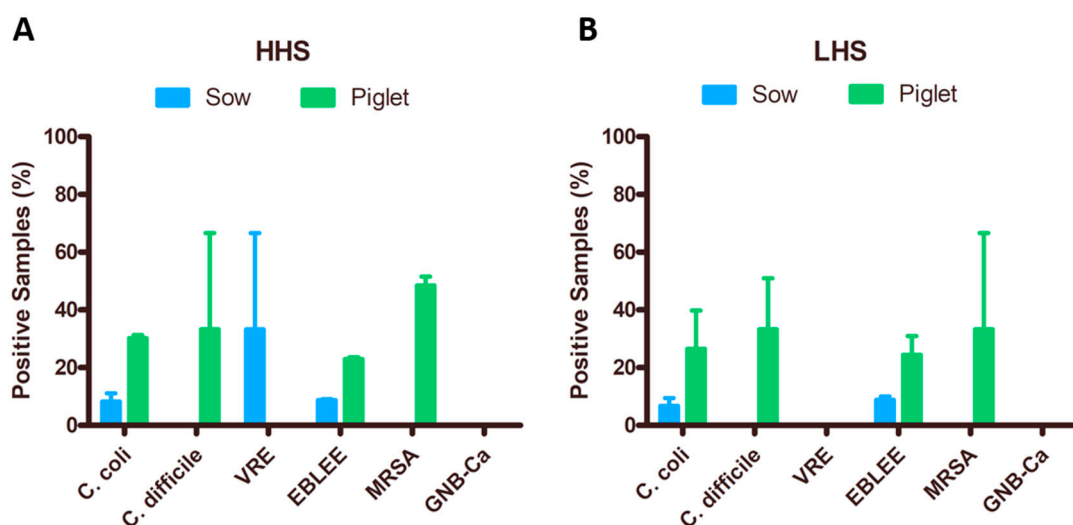 A
HHS
Sow Piglet
Positive Samples (%)
100
80
60
40
20
0
C. coli
C. difficile
VRE
EBLEE
MRSA
GNB-Ca
B
LHS
Sow Piglet
Positive Samples (%)
100
80
60
40
20
0
C. coli
C. difficile
VRE
EBLEE
MRSA
GNB-Ca